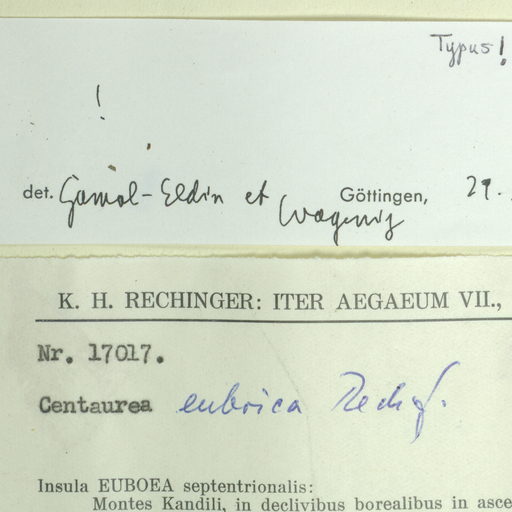 Typus!
!
det. Gamal-Eldin et Wagenitz Göttingen, 29.
K. H. RECHINGER: ITER AEGAEUM VII.,
Nr. 17017.
Centaurea euboica Rech f.
Insula EUBOEA septentrionalis:
Montes Kandili, in declivibus borealibus in asce